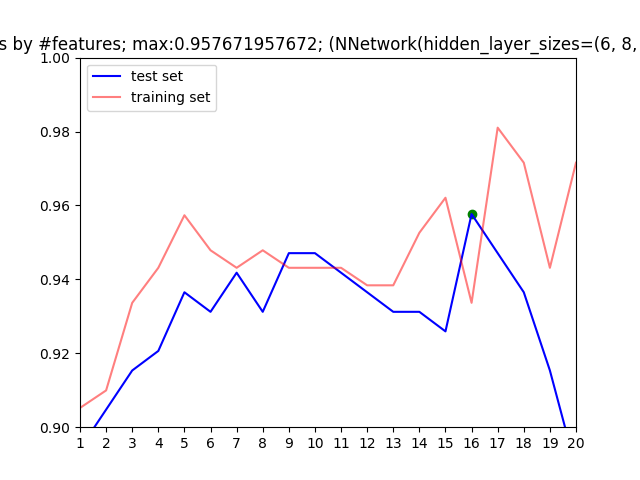 s by #features; max:0.957671957672; (NNetwork(hidden_layer_sizes=(6, 8,
1.00
test set
training set
0.98
0.96
0.94
0.92
0.90
1 2 3 4 5 6 7 8 9 10 11 12 13 14 15 16 17 18 19 20